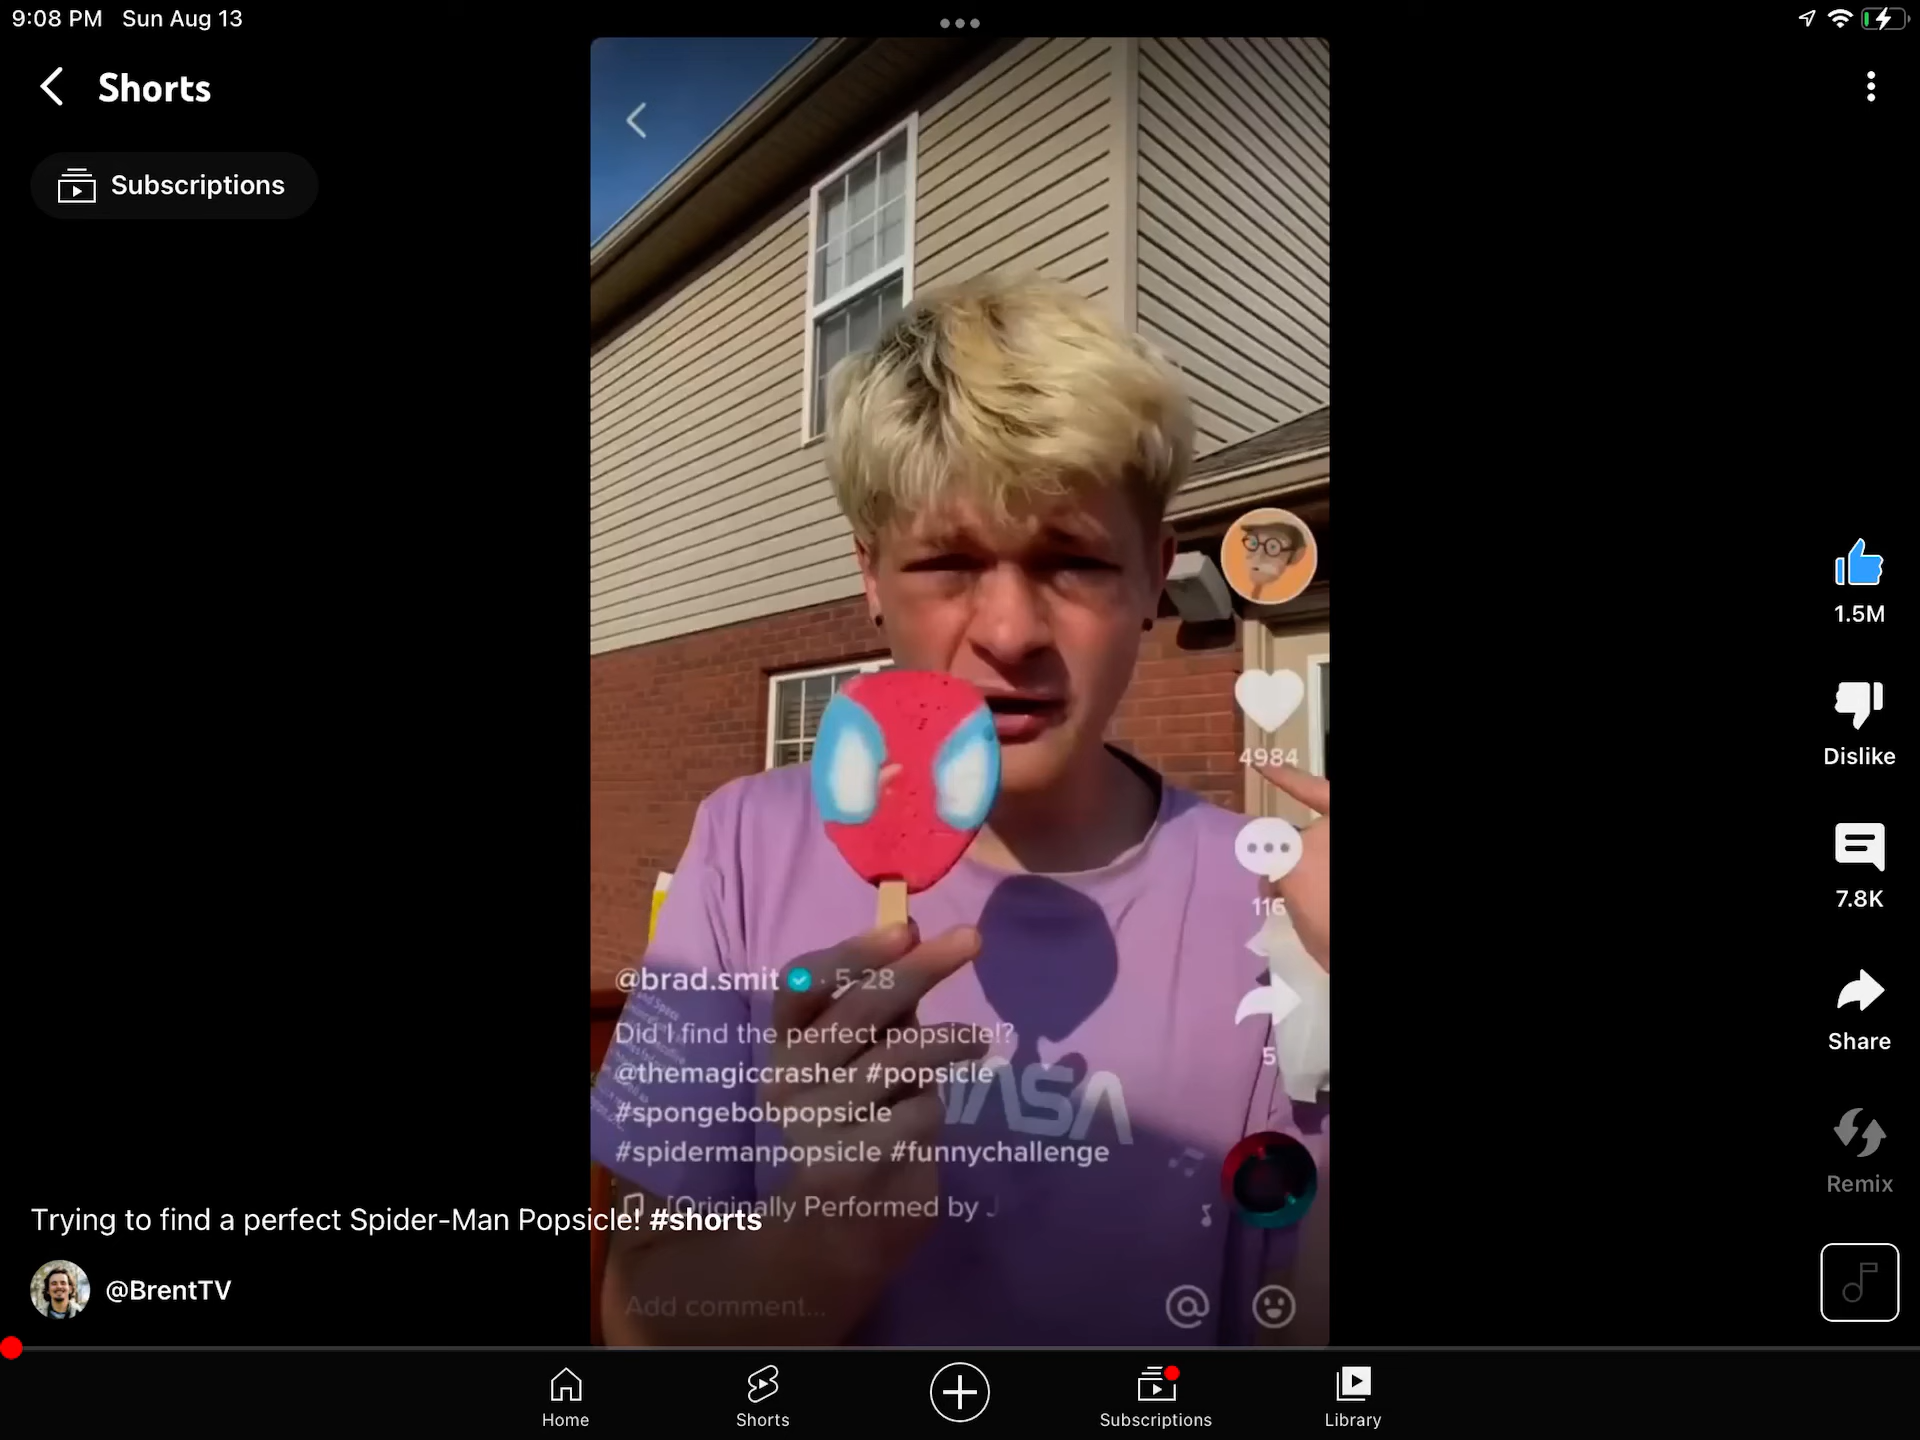 9:08 PM Sun Aug 13
Shorts
Subscriptions
4984
116
5
@brad.smit · 5-28
Did I find the perfect popsicle!?
@themagiccrasher #popsicle
#spongebobpopsicle
#spidermanpopsicle #funnychallenge
[Originally Performed by J
NASA
Add comment...
Trying to find a perfect Spider-Man Popsicle! #shorts
@BrentTV
1.5M
Dislike
7.8K
Share
Remix
Home
Shorts
Subscriptions
Library